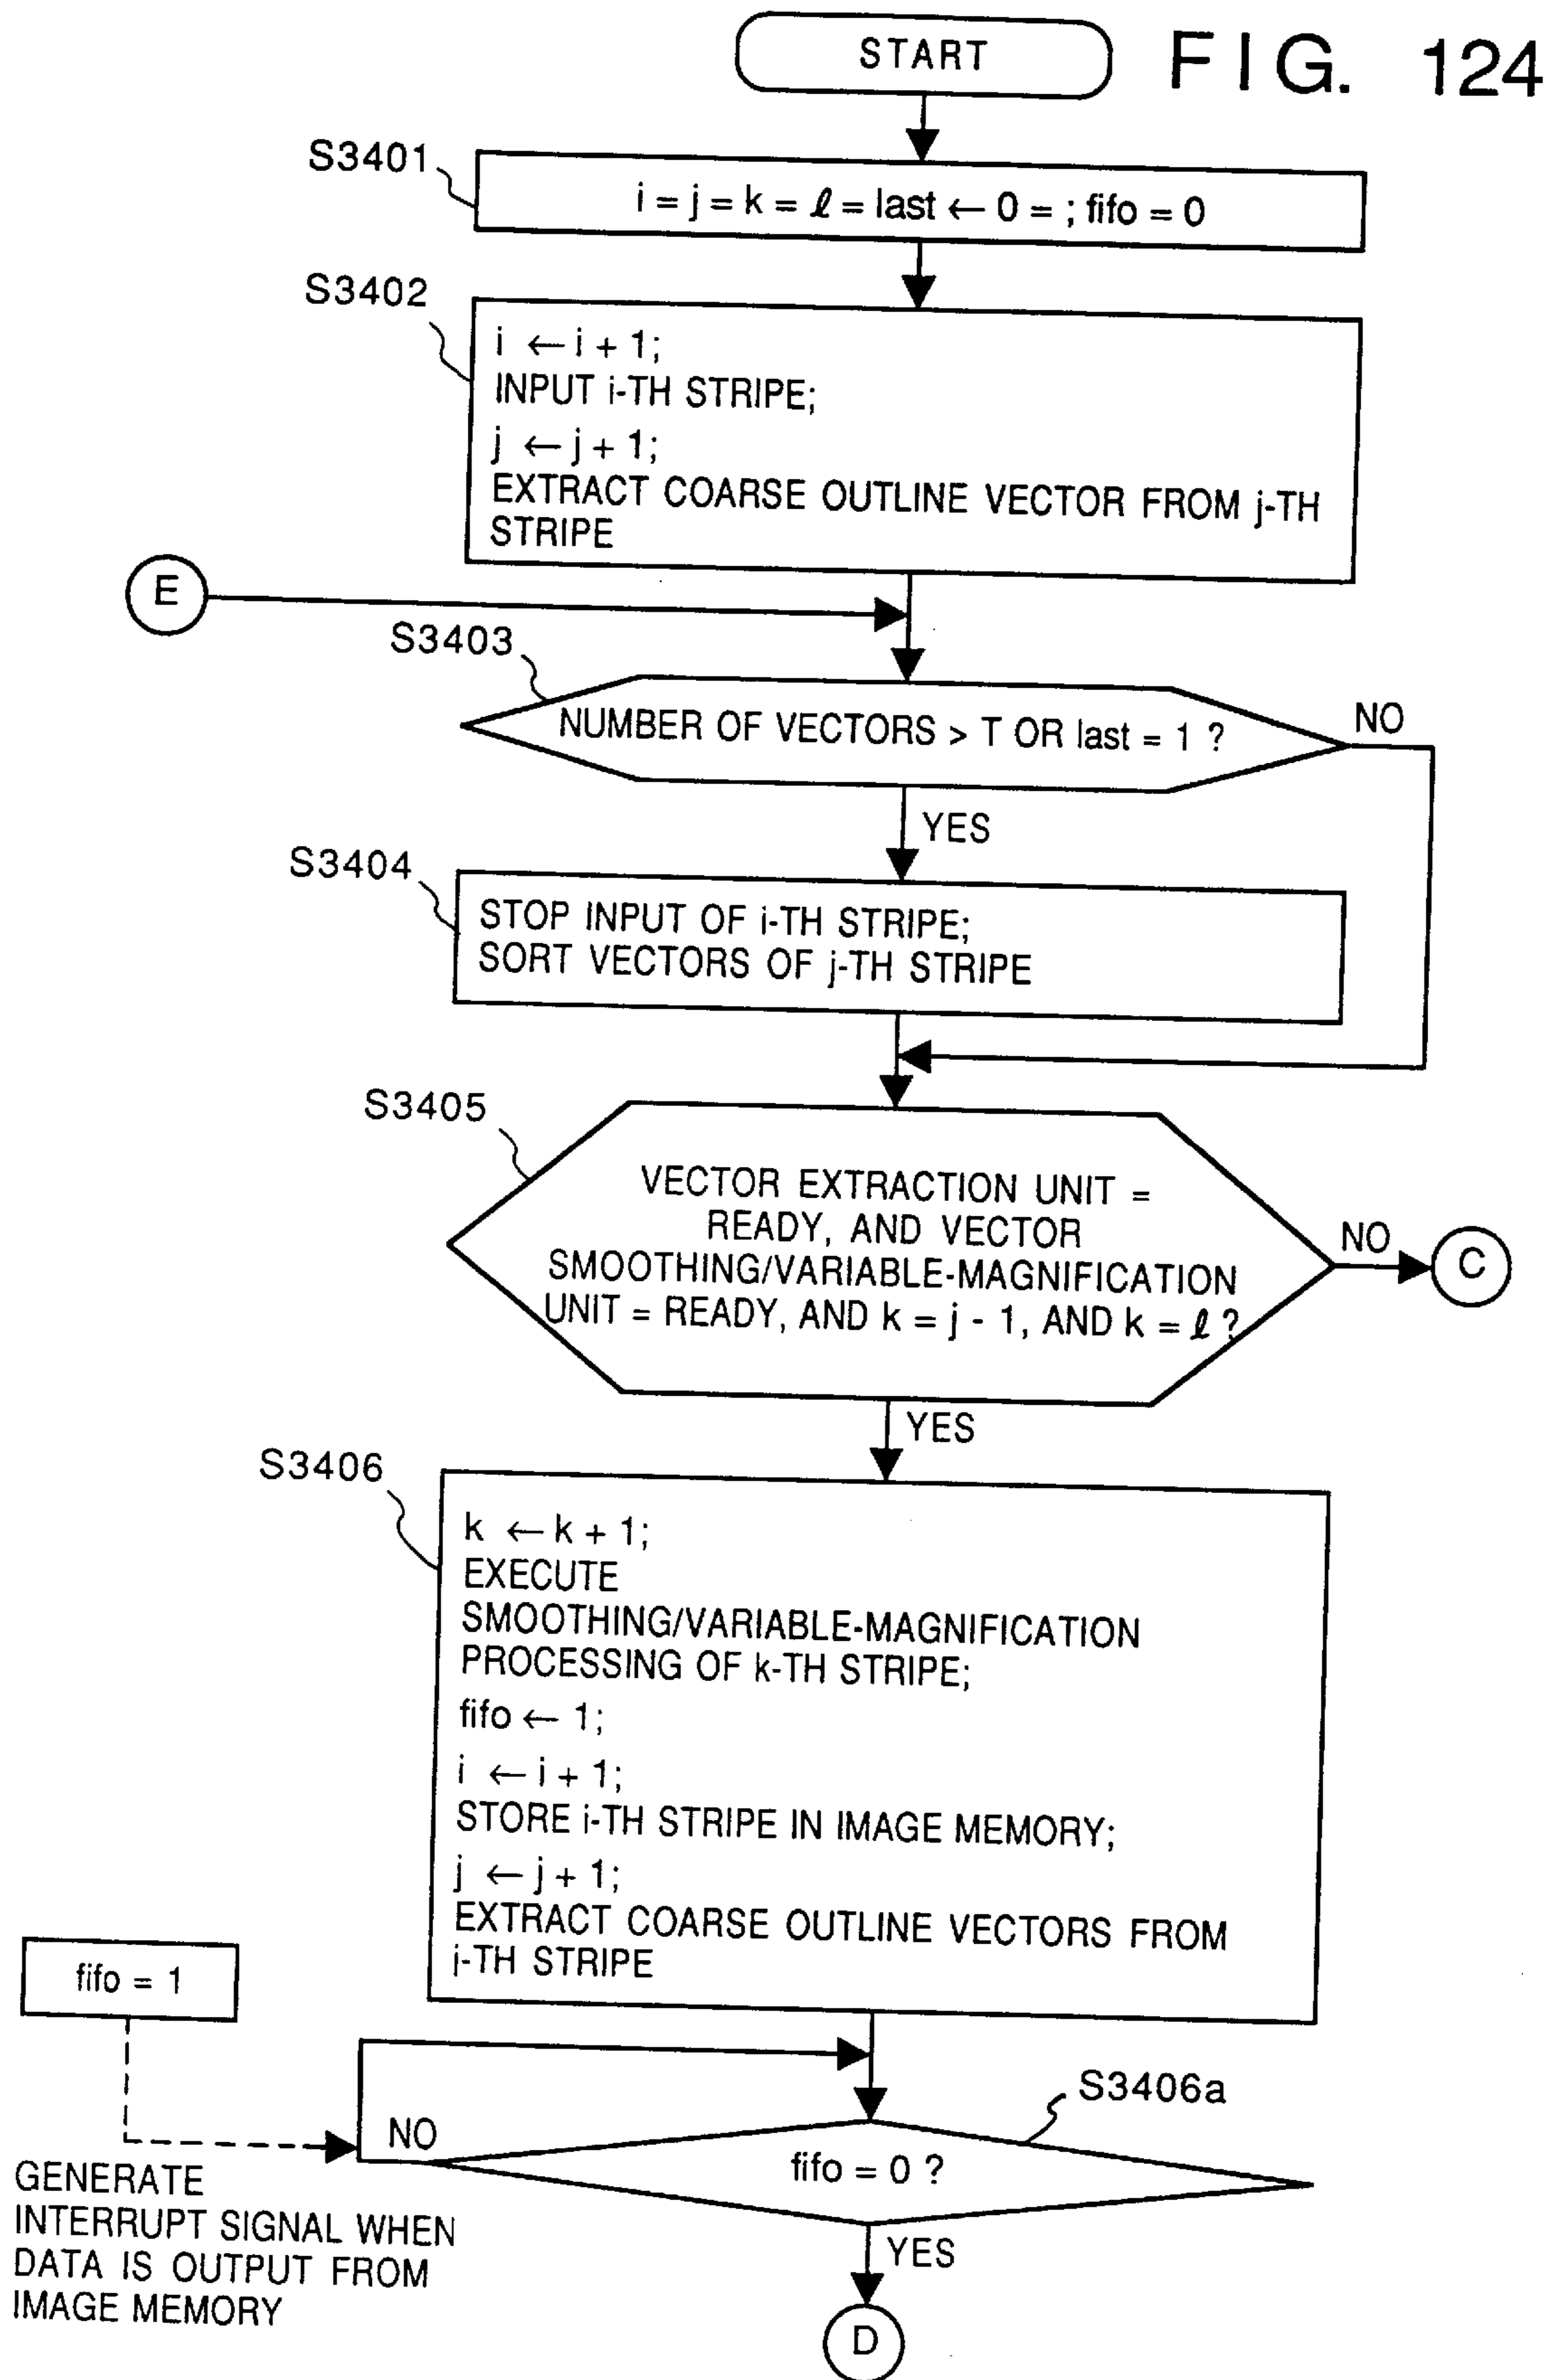 START
FIG. 124
S3401
i = j = k = ℓ = last ← 0 = ; fifo = 0
S3402
i ← i + 1;
INPUT i-TH STRIPE;
j ← j + 1;
EXTRACT COARSE OUTLINE VECTOR FROM j-TH
STRIPE
E
S3403
NUMBER OF VECTORS > T OR last = 1 ?
NO
YES
S3404
STOP INPUT OF i-TH STRIPE;
SORT VECTORS OF j-TH STRIPE
S3405
VECTOR EXTRACTION UNIT =
READY, AND VECTOR
SMOOTHING/VARIABLE-MAGNIFICATION
UNIT = READY, AND k = j - 1, AND k = ℓ ?
NO
C
YES
S3406
k ← k + 1;
EXECUTE
SMOOTHING/VARIABLE-MAGNIFICATION
PROCESSING OF k-TH STRIPE;
fifo ← 1;
i ← i + 1;
STORE i-TH STRIPE IN IMAGE MEMORY;
j ← j + 1;
EXTRACT COARSE OUTLINE VECTORS FROM
j-TH STRIPE
fifo = 1
S3406a
NO
fifo = 0 ?
GENERATE
INTERRUPT SIGNAL WHEN
DATA IS OUTPUT FROM
IMAGE MEMORY
YES
D